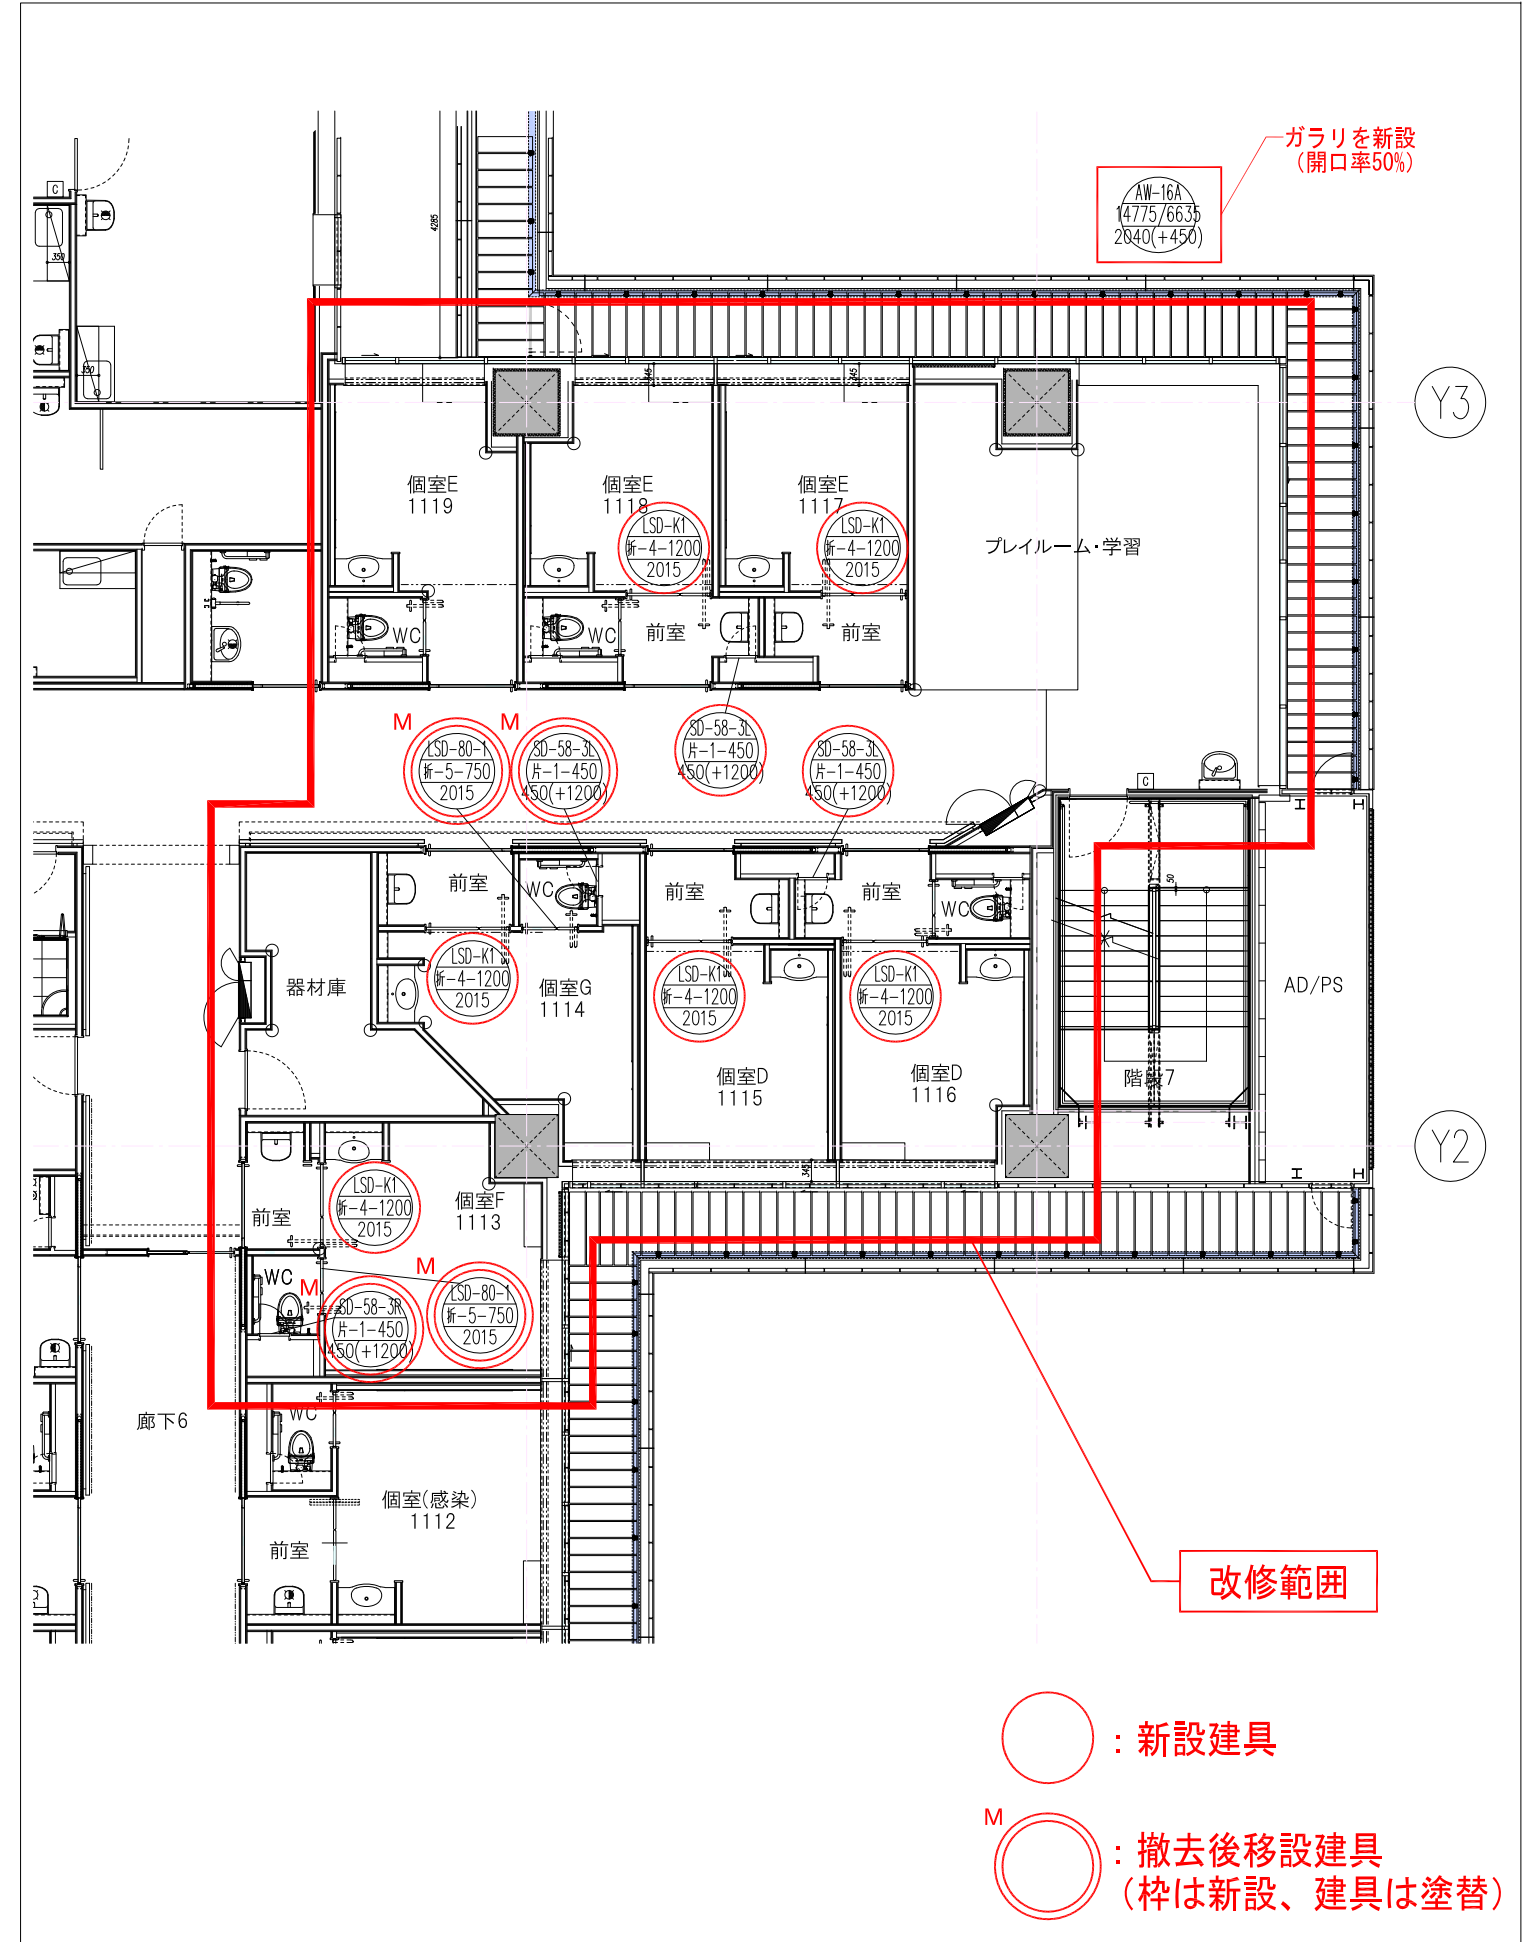 ガラリを新設
（開口率50%）
AW-16A
14775/6635
2040(+450)
C
350
4285
350
345
345
Y3
個室E
1119
個室E
1118
個室E
1117
LSD-K1
折-4-1200
2015
LSD-K1
折-4-1200
2015
プレイルーム・学習
WC
WC
前室
前室
M
LSD-80-1
折-5-750
2015
M
SD-58-3L
片-1-450
450(+1200)
SD-58-3L
片-1-450
450(+1200)
SD-58-3L
片-1-450
450(+1200)
C
前室
WC
前室
前室
WC
50
LSD-K1
折-4-1200
2015
器材庫
個室G
1114
LSD-K1
折-4-1200
2015
LSD-K1
折-4-1200
2015
AD/PS
個室D
1115
個室D
1116
階段7
Y2
345
LSD-K1
折-4-1200
2015
個室F
1113
前室
WC
M
SD-58-3R
片-1-450
450(+1200)
M
LSD-80-1
折-5-750
2015
廊下6
WC
個室(感染)
1112
前室
改修範囲
：新設建具
M
：撤去後移設建具
（枠は新設、建具は塗替）